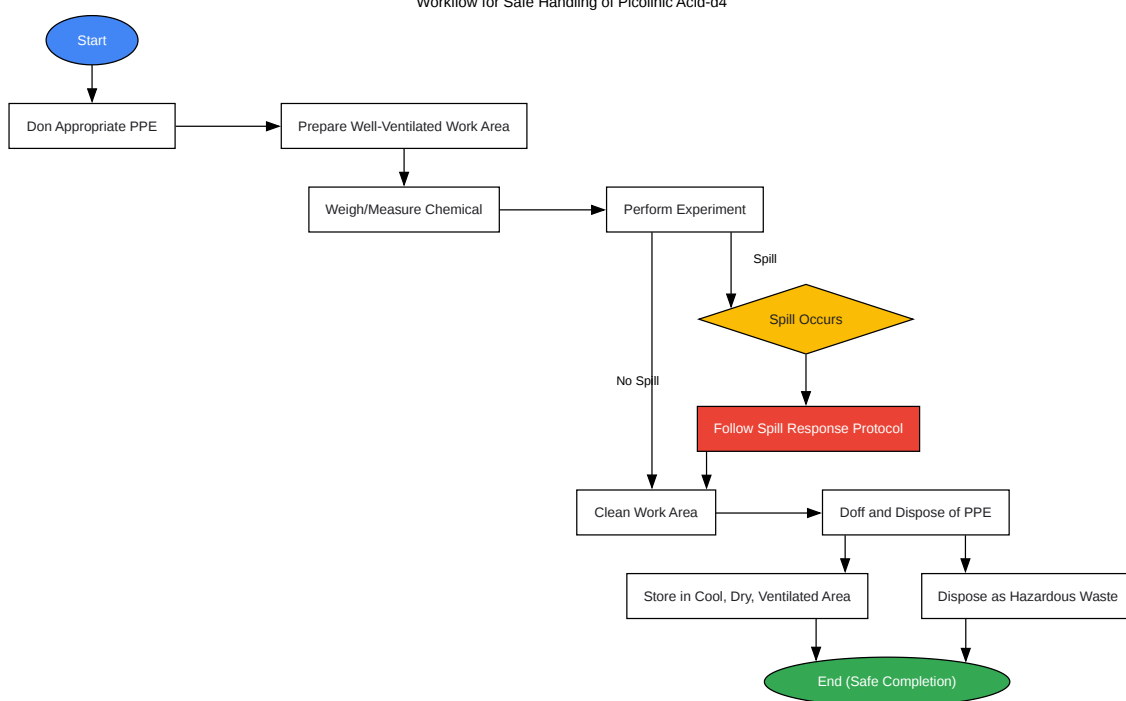 Workflow for Safe Handling of Picolinic Acid-d4
Start
Don Appropriate PPE
Prepare Well-Ventilated Work Area
Weigh/Measure Chemical
Perform Experiment
Spill
Spill Occurs
No Spill
Follow Spill Response Protocol
Clean Work Area
Doff and Dispose of PPE
Store in Cool, Dry, Ventilated Area
Dispose as Hazardous Waste
End (Safe Completion)